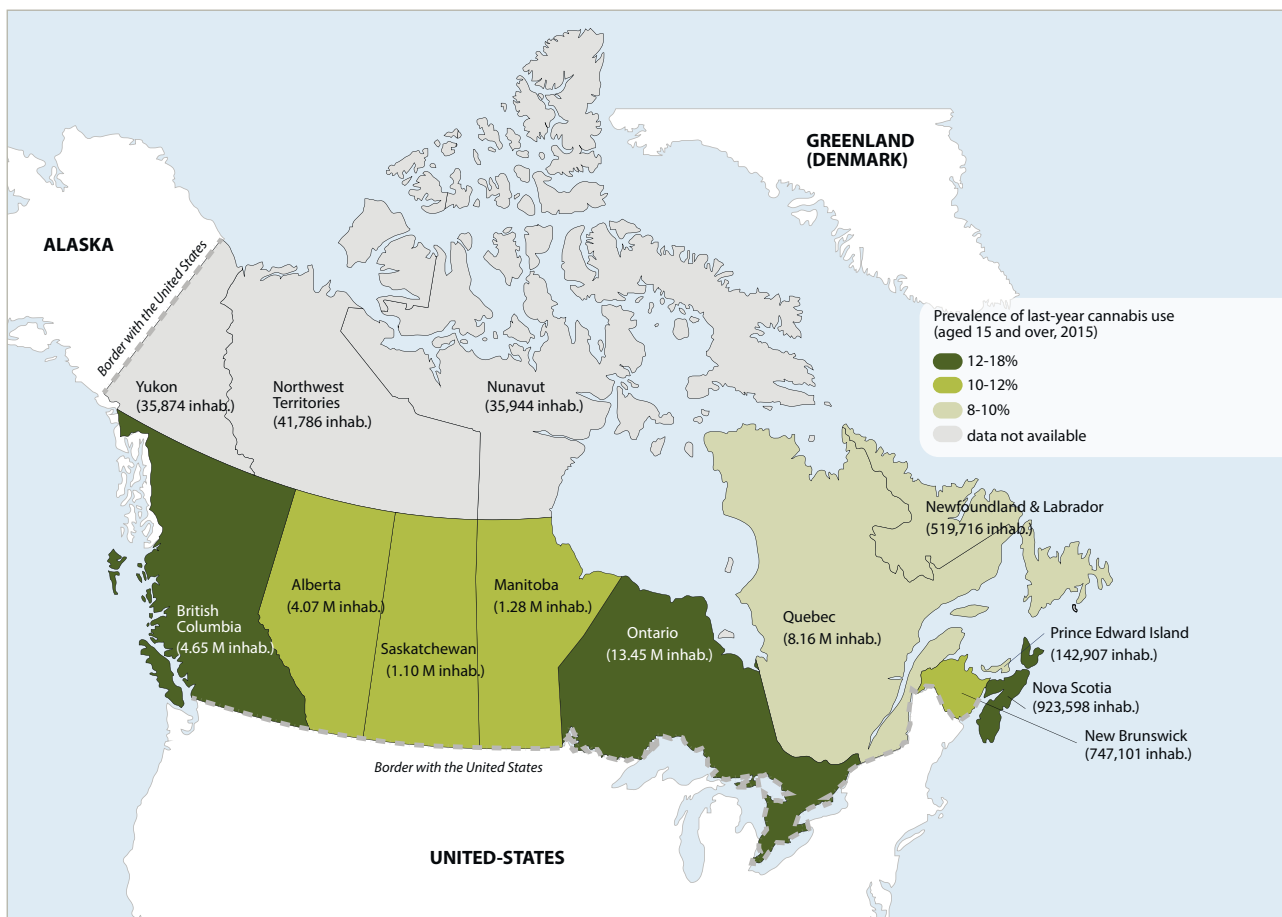 GREENLAND
(DENMARK)
ALASKA
Border with the United States
Prevalence of last-year cannabis use
(aged 15 and over, 2015)
12-18%
10-12%
8-10%
data not available
Yukon
(35,874 inhab.)
Northwest
Territories
(41,786 inhab.)
Nunavut
(35,944 inhab.)
Newfoundland & Labrador
(519,716 inhab.)
Alberta
(4.07 M inhab.)
Manitoba
(1.28 M inhab.)
British
Columbia
(4.65 M inhab.)
Saskatchewan
(1.10 M inhab.)
Ontario
(13.45 M inhab.)
Quebec
(8.16 M inhab.)
Prince Edward Island
(142,907 inhab.)
Nova Scotia
(923,598 inhab.)
New Brunswick
(747,101 inhab.)
Border with the United States
UNITED-STATES